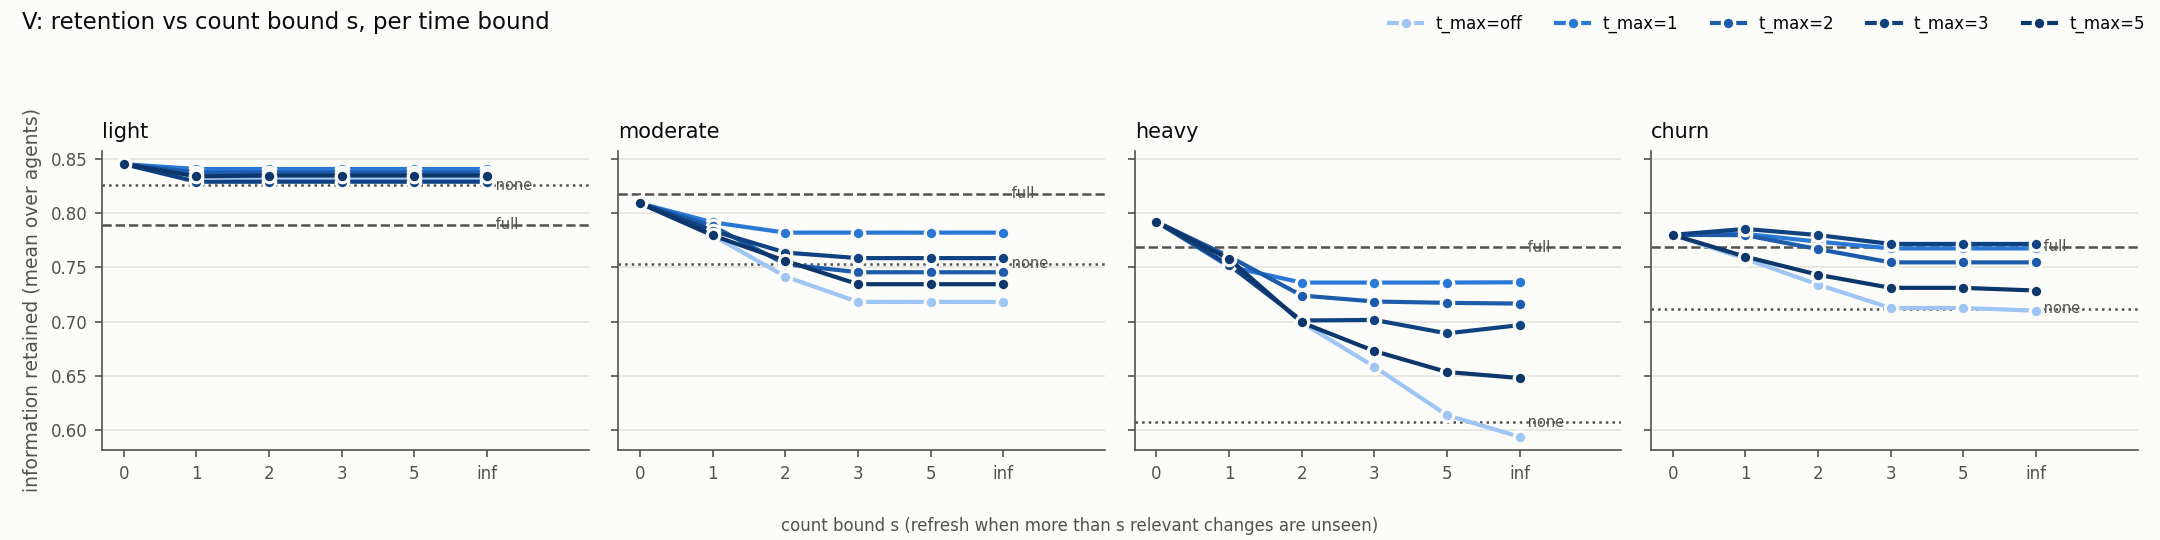 V: retention vs count bound s, per time bound
t_max=off t_max=1 t_max=2 t_max=3 t_max=5
information retained (mean over agents)
light
0.85
0.80
0.75
0.70
0.65
0.60
none
full
0 1 2 3 5 inf
moderate
full
none
0 1 2 3 5 inf
heavy
full
none
0 1 2 3 5 inf
churn
full
none
0 1 2 3 5 inf
count bound s (refresh when more than s relevant changes are unseen)